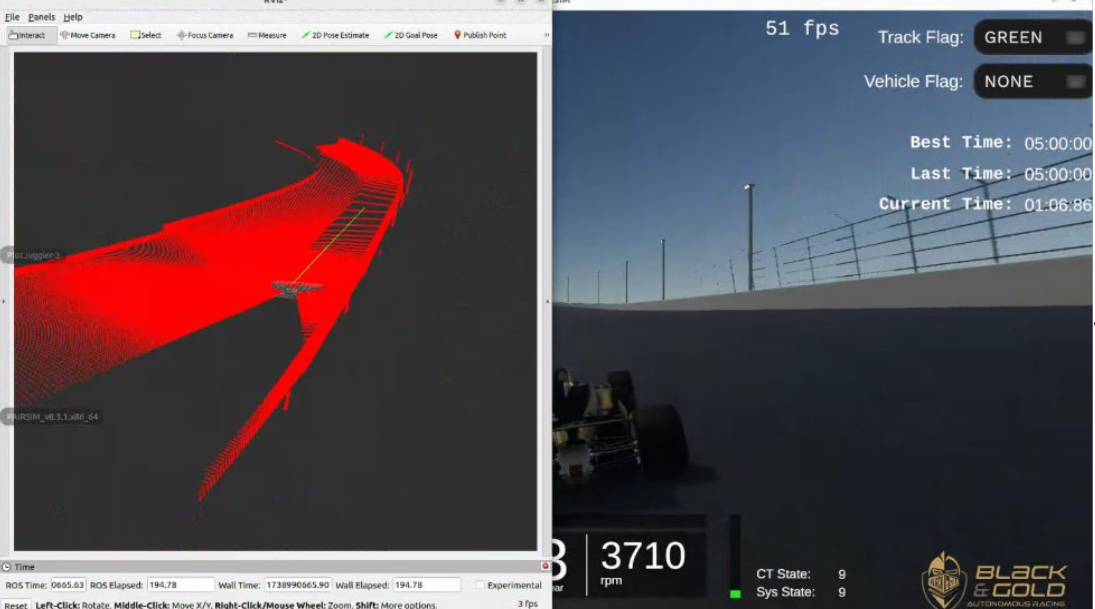 RViz*
File Panels Help
Interact Move Camera Select Focus Camera Measure 2D Pose Estimate 2D Goal Pose Publish Point »
PlotJuggler-3
PAIRSIM_v0.3.1.x86_64
Time
ROS Time: 0665.63 ROS Elapsed: 194.78 Wall Time: 1738990665.90 Wall Elapsed: 194.78 Experimental
Reset Left-Click: Rotate. Middle-Click: Move X/Y. Right-Click/Mouse Wheel: Zoom. Shift: More options. 3 fps
51 fps
Track Flag: GREEN
Vehicle Flag: NONE
Best Time: 05:00:00
Last Time: 05:00:00
Current Time: 01:06:86
3710
rpm
CT State: 9
Sys State: 9
BLACK
& GOLD
AUTONOMOUS RACING